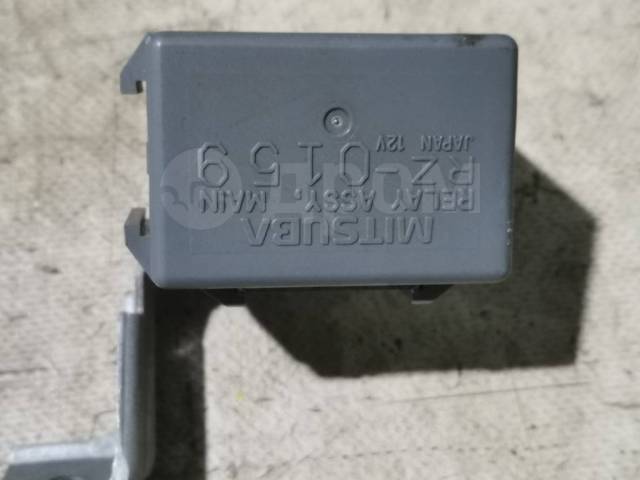 MITSUBA
RELAY ASSY, MAIN
RZ-0159
JAPAN 12V